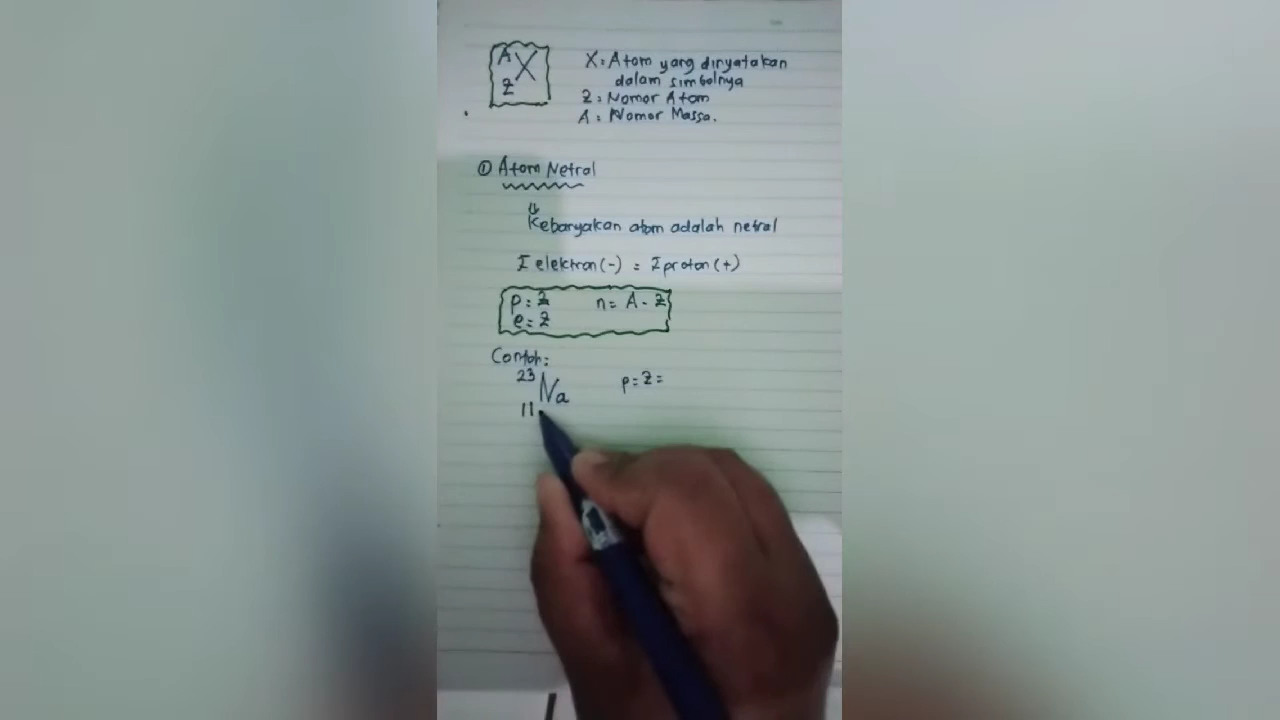 A
X
Z
X = Atom yang dinyatakan
dalam simbolnya
Z = Nomor Atom
A = Nomor Massa.
① Atom Netral
⇓
Kebanyakan atom adalah netral
Σ elektron (-) = Σ proton (+)
p = Z n = A - Z
e = Z
Contoh:
23
Na p = Z =
11